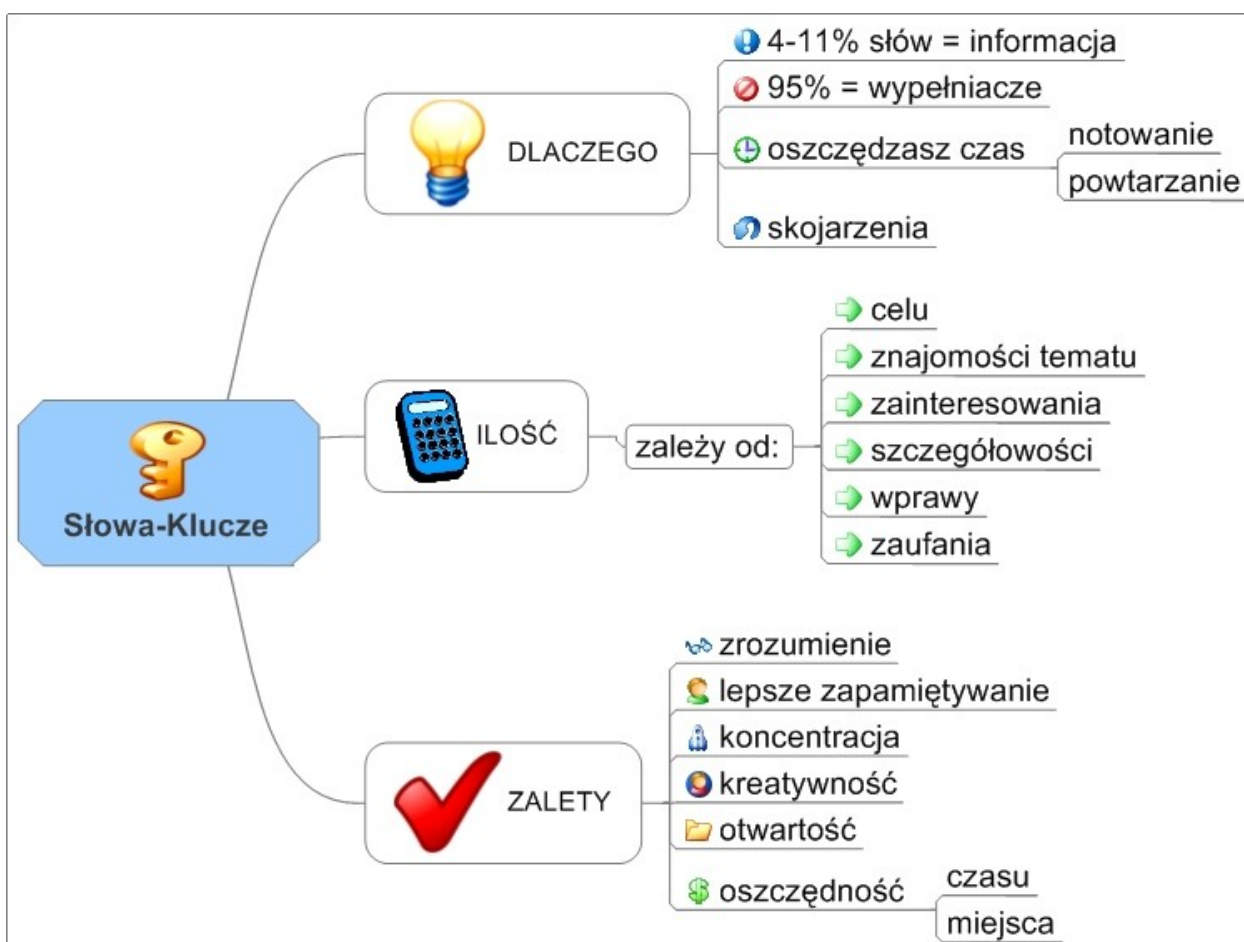 Słowa-Klucze
DLACZEGO
4-11% słów = informacja
95% = wypełniacze
oszczędzasz czas
notowanie
powtarzanie
skojarzenia
ILOŚĆ
zależy od:
celu
znajomości tematu
zainteresowania
szczegółowości
wprawy
zaufania
ZALETY
zrozumienie
lepsze zapamiętywanie
koncentracja
kreatywność
otwartość
oszczędność
czasu
miejsca